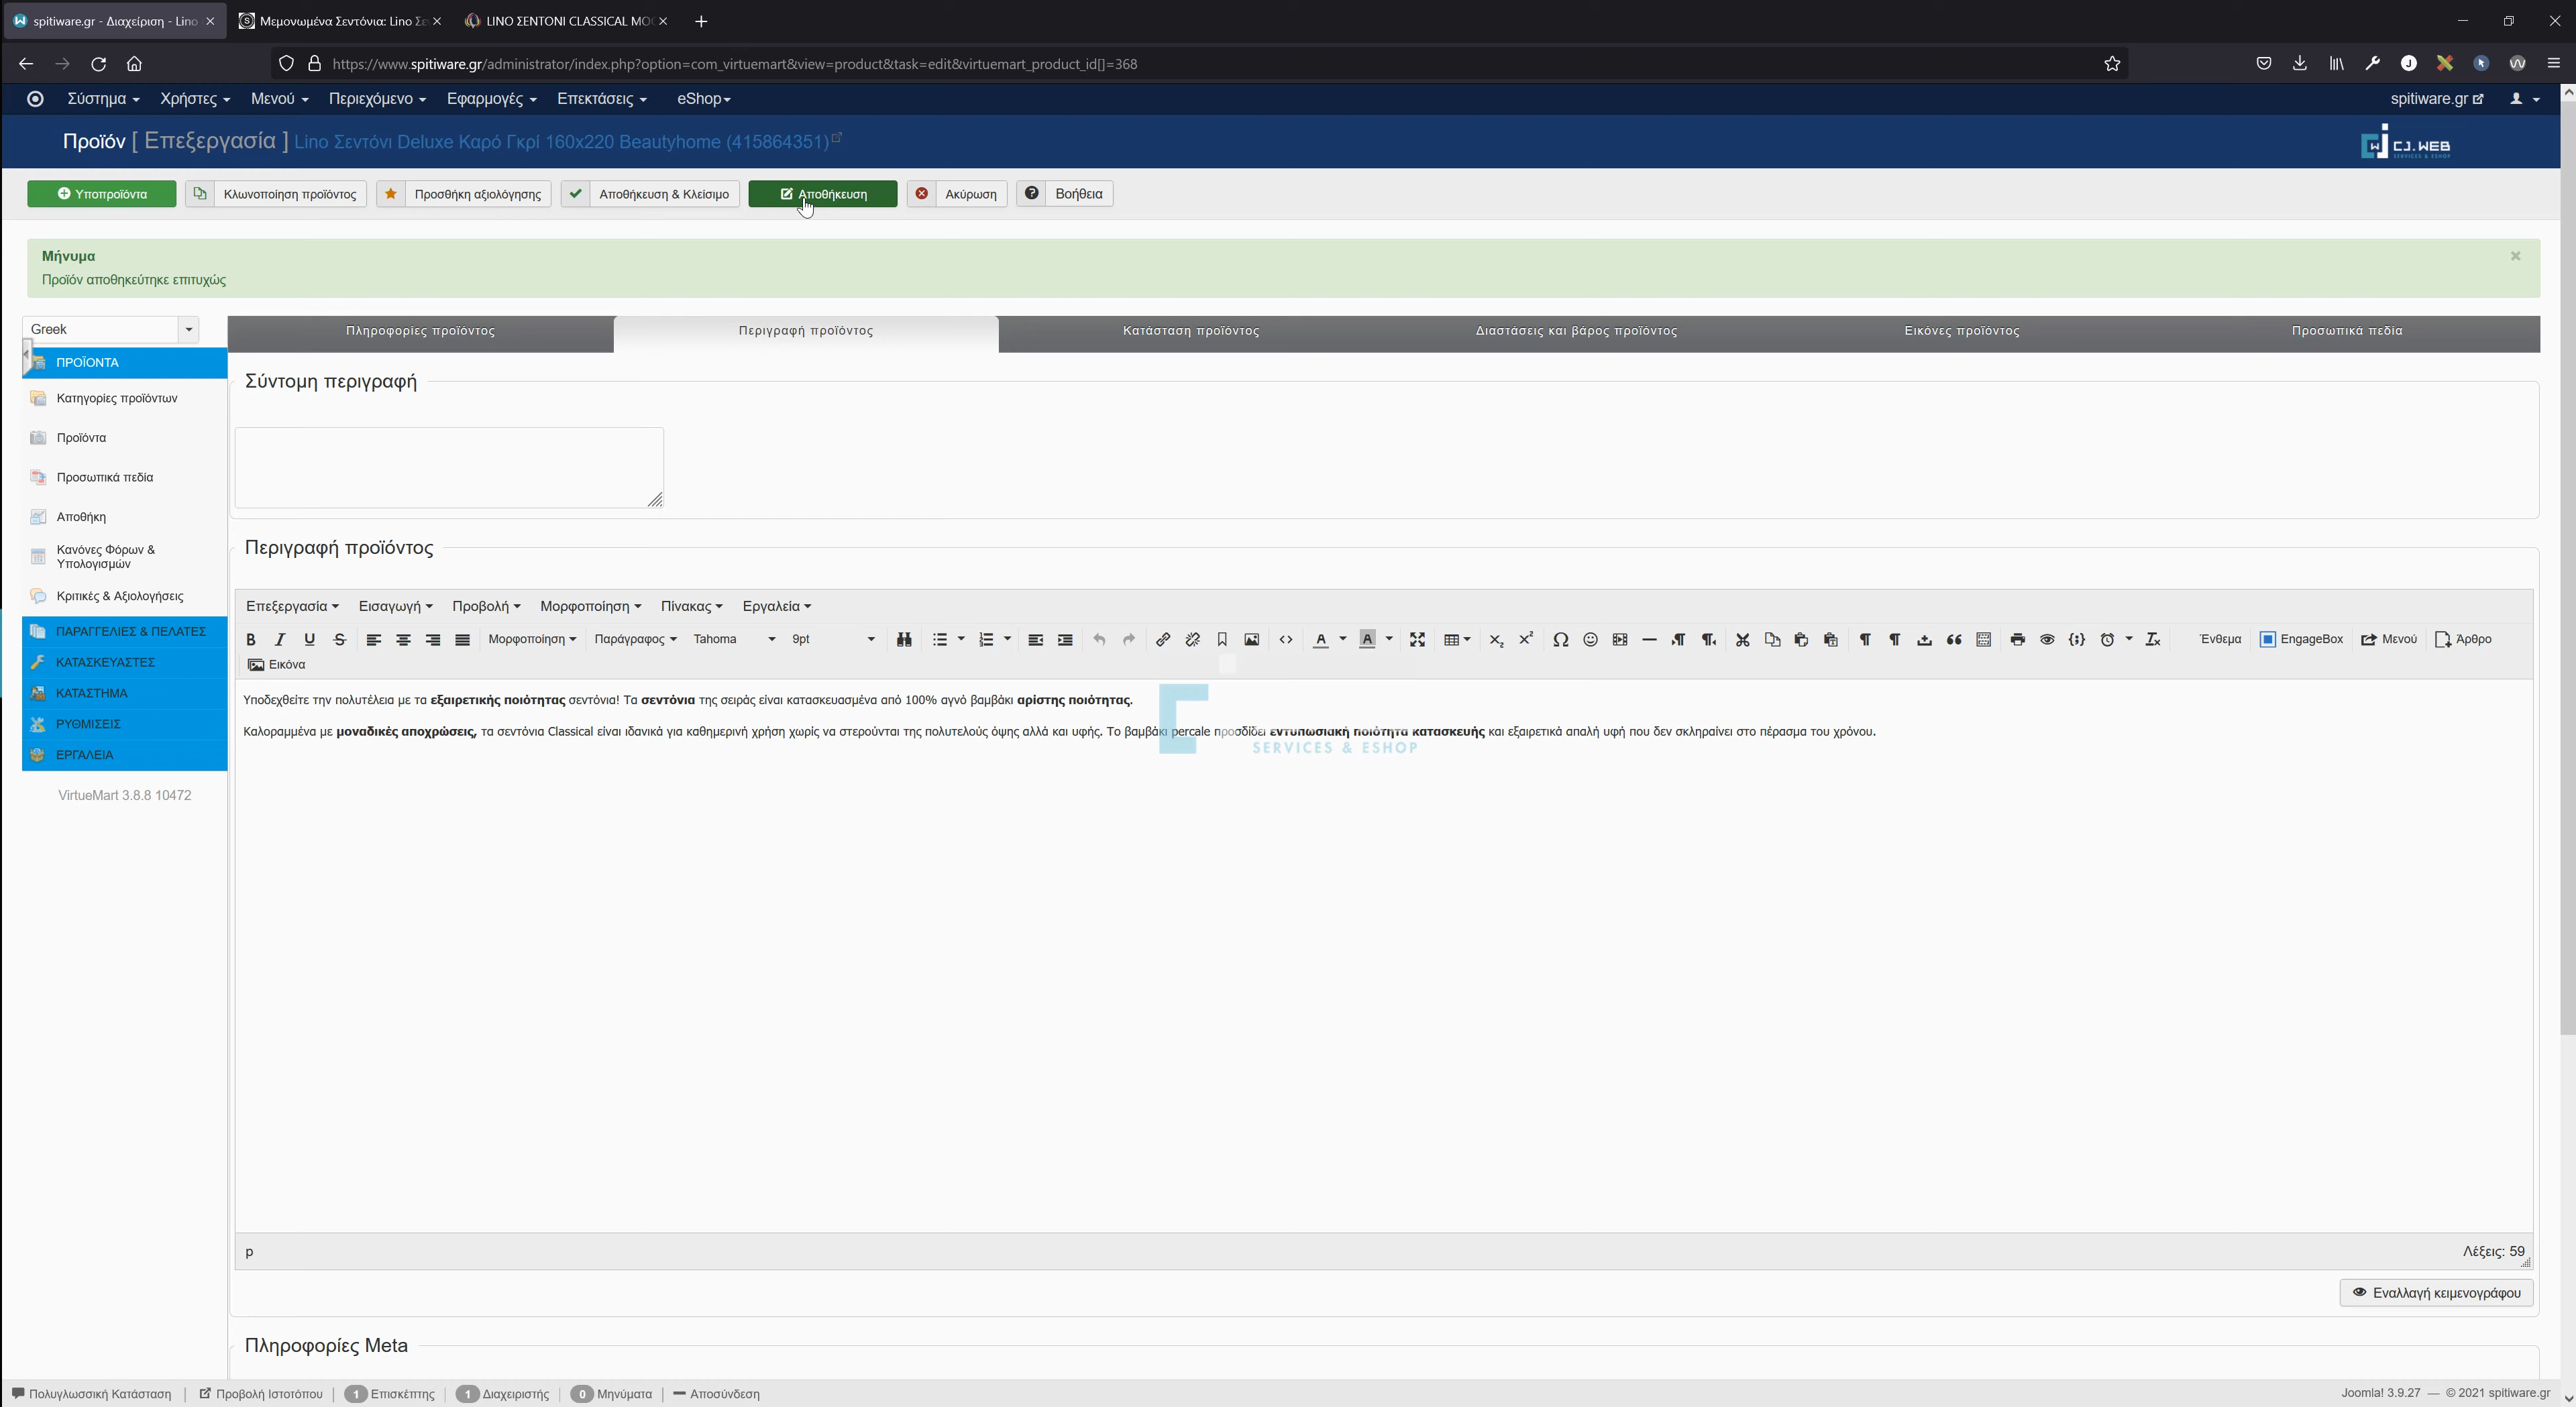 spitiware.gr - Διαχείριση - Lino
Μεμονωμένα Σεντόνια: Lino Σε
LINO ΣΕΝΤΟΝΙ CLASSICAL MO
https://www.spitiware.gr/administrator/index.php?option=com_virtuemart&view=product&task=edit&virtuemart_product_id[]=368
Σύστημα Χρήστες Μενού Περιεχόμενο Εφαρμογές Επεκτάσεις eShop spitiware.gr
Προϊόν [ Επεξεργασία ] Lino Σεντόνι Deluxe Καρό Γκρί 160x220 Beautyhome (415864351)
CJ.WEB
SERVICES & ESHOP
Υποπροϊόντα Κλωνοποίηση προϊόντος Προσθήκη αξιολόγησης Αποθήκευση & Κλείσιμο Αποθήκευση Ακύρωση Βοήθεια
Μήνυμα
Προϊόν αποθηκεύτηκε επιτυχώς
Greek
Πληροφορίες προϊόντος Περιγραφή προϊόντος Κατάσταση προϊόντος Διαστάσεις και βάρος προϊόντος Εικόνες προϊόντος Προσωπικά πεδία
ΠΡΟΪΟΝΤΑ
Κατηγορίες προϊόντων
Προϊόντα
Προσωπικά πεδία
Αποθήκη
Κανόνες Φόρων &
Υπολογισμών
Κριτικές & Αξιολογήσεις
ΠΑΡΑΓΓΕΛΙΕΣ & ΠΕΛΑΤΕΣ
ΚΑΤΑΣΚΕΥΑΣΤΕΣ
ΚΑΤΑΣΤΗΜΑ
ΡΥΘΜΙΣΕΙΣ
ΕΡΓΑΛΕΙΑ
VirtueMart 3.8.8 10472
Σύντομη περιγραφή
Περιγραφή προϊόντος
Επεξεργασία Εισαγωγή Προβολή Μορφοποίηση Πίνακας Εργαλεία
Μορφοποίηση Παράγραφος Tahoma 9pt Ένθεμα EngageBox Μενού Άρθρο
Εικόνα
Υποδεχθείτε την πολυτέλεια με τα εξαιρετικής ποιότητας σεντόνια! Τα σεντόνια της σειράς είναι κατασκευασμένα από 100% αγνό βαμβάκι αρίστης ποιότητας.
Καλοραμμένα με μοναδικές αποχρώσεις, τα σεντόνια Classical είναι ιδανικά για καθημερινή χρήση χωρίς να στερούνται της πολυτελούς όψης αλλά και υφής. Το βαμβάκι percale προσδίδει εντυπωσιακή ποιότητα κατασκευής και εξαιρετικά απαλή υφή που δεν σκληραίνει στο πέρασμα του χρόνου.
SERVICES & ESHOP
p
Λέξεις: 59
Εναλλαγή κειμενογράφου
Πληροφορίες Meta
Πολυγλωσσική Κατάσταση Προβολή Ιστοτόπου 1 Επισκέπτης 1 Διαχειριστής 0 Μηνύματα Αποσύνδεση Joomla! 3.9.27 — © 2021 spitiware.gr